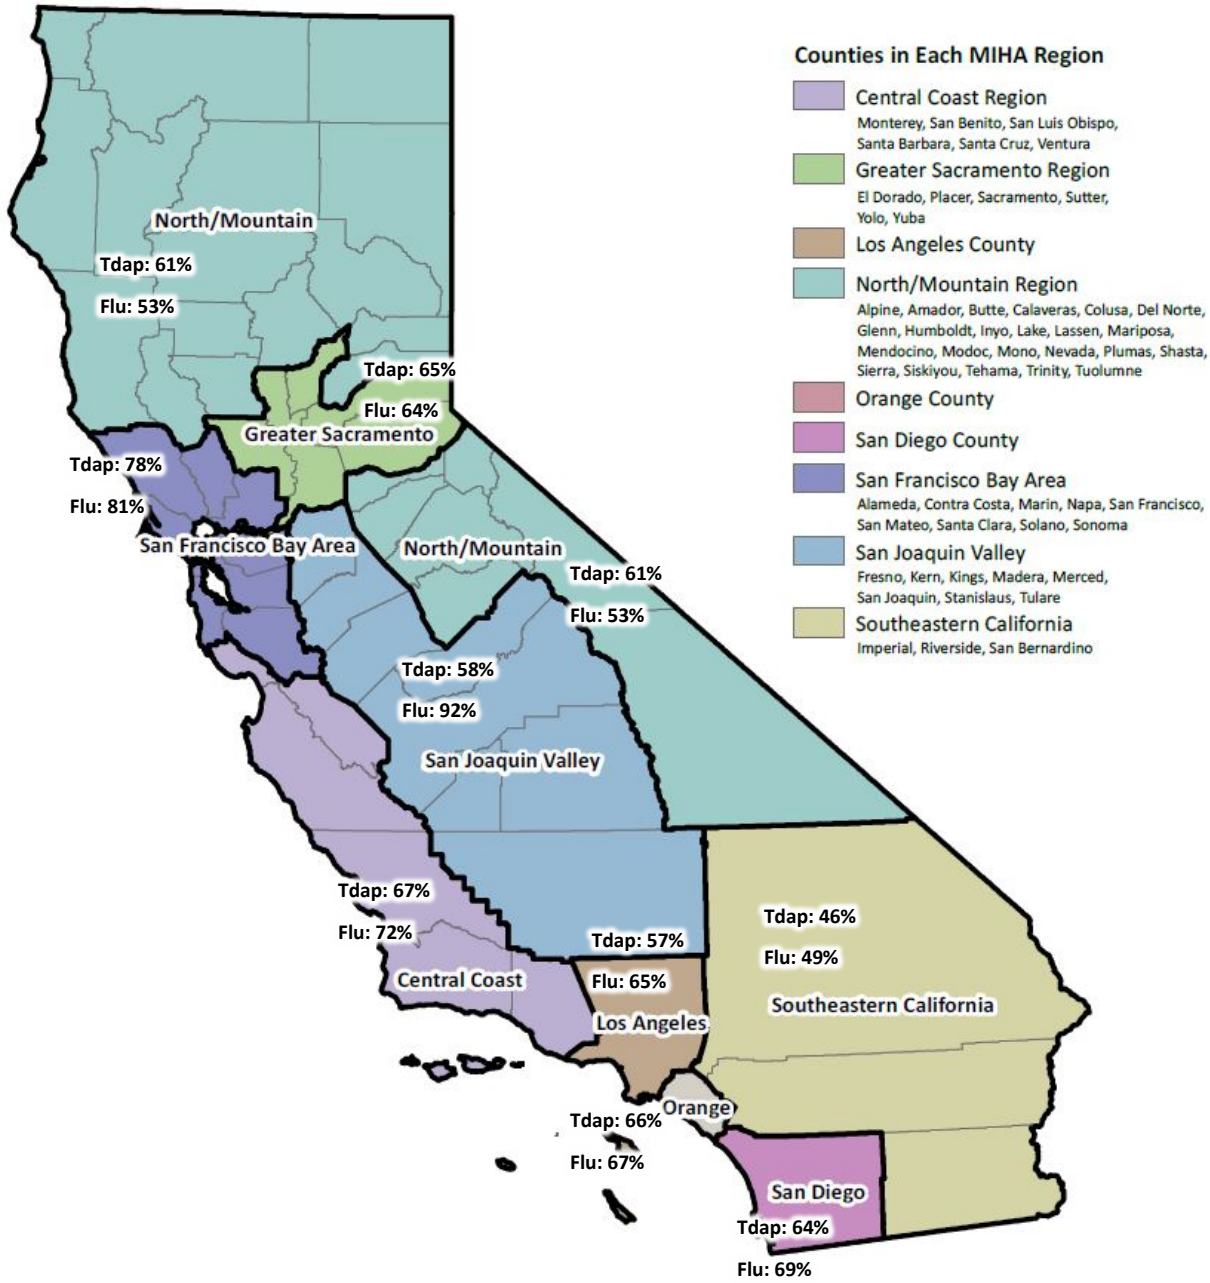 Counties in Each MIHA Region
Central Coast Region
Monterey, San Benito, San Luis Obispo,
Santa Barbara, Santa Cruz, Ventura
Greater Sacramento Region
El Dorado, Placer, Sacramento, Sutter,
Yolo, Yuba
Los Angeles County
North/Mountain Region
Alpine, Amador, Butte, Calaveras, Colusa, Del Norte,
Glenn, Humboldt, Inyo, Lake, Lassen, Mariposa,
Mendocino, Modoc, Mono, Nevada, Plumas, Shasta,
Sierra, Siskiyou, Tehama, Trinity, Tuolumne
Orange County
San Diego County
San Francisco Bay Area
Alameda, Contra Costa, Marin, Napa, San Francisco,
San Mateo, Santa Clara, Solano, Sonoma
San Joaquin Valley
Fresno, Kern, Kings, Madera, Merced,
San Joaquin, Stanislaus, Tulare
Southeastern California
Imperial, Riverside, San Bernardino
North/Mountain
Tdap: 61%
Flu: 53%
Tdap: 65%
Flu: 64%
Greater Sacramento
Tdap: 78%
Flu: 81%
San Francisco Bay Area
North/Mountain
Tdap: 61%
Flu: 53%
Tdap: 58%
Flu: 92%
San Joaquin Valley
Tdap: 67%
Flu: 72%
Central Coast
Tdap: 57%
Flu: 65%
Los Angeles
Tdap: 46%
Flu: 49%
Southeastern California
Orange
Tdap: 66%
Flu: 67%
San Diego
Tdap: 64%
Flu: 69%